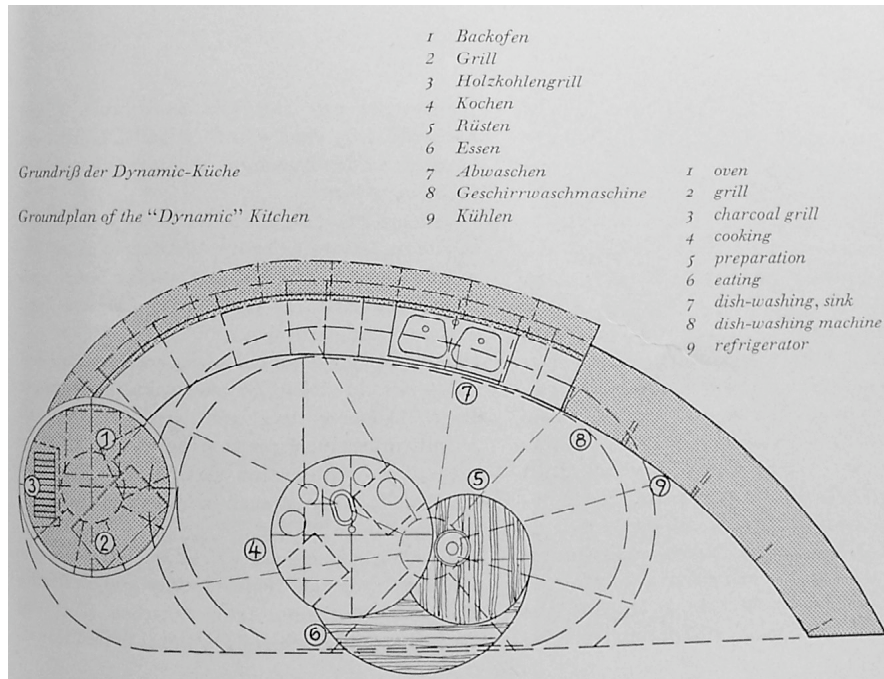 1 Backofen
2 Grill
3 Holzkohlengrill
4 Kochen
5 Rüsten
6 Essen
7 Abwaschen
8 Geschirrwaschmaschine
9 Kühlen
Grundriß der Dynamic-Küche
Groundplan of the “Dynamic” Kitchen
1 oven
2 grill
3 charcoal grill
4 cooking
5 preparation
6 eating
7 dish-washing, sink
8 dish-washing machine
9 refrigerator
7
1
8
3
5
9
2
4
6